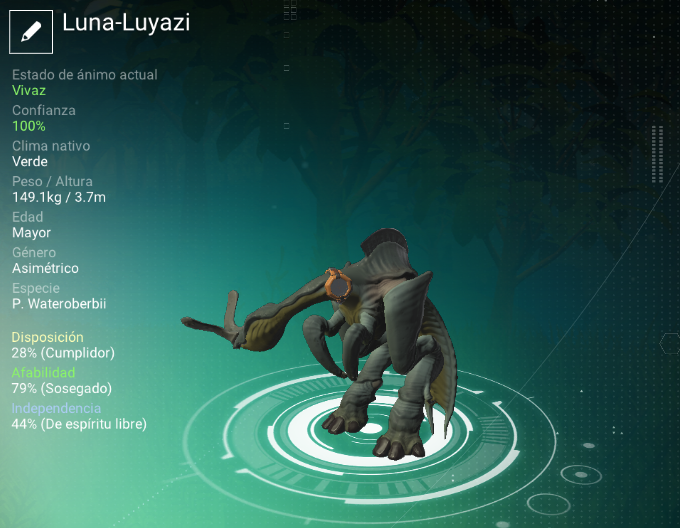 Luna-Luyazi
Estado de ánimo actual
Vivaz
Confianza
100%
Clima nativo
Verde
Peso / Altura
149.1kg / 3.7m
Edad
Mayor
Género
Asimétrico
Especie
P. Wateroberbii
Disposición
28% (Cumplidor)
Afabilidad
79% (Sosegado)
Independencia
44% (De espíritu libre)